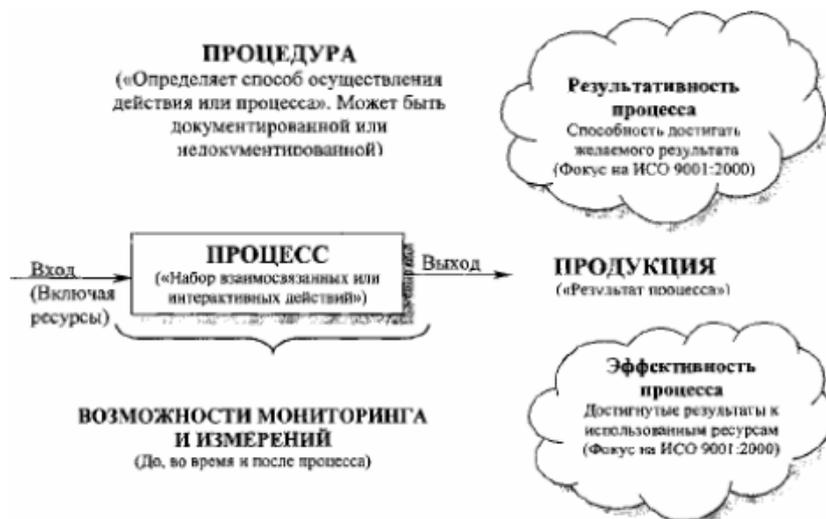 ПРОЦЕДУРА
(«Определяет способ осуществления
действия или процесса». Может быть
документированной или
недокументированной)
Результативность
процесса
Способность достигать
желаемого результата
(Фокус на ИСО 9001:2000)
Вход
(Включая
ресурсы)
ПРОЦЕСС
(«Набор взаимосвязанных или
интерактивных действий»)
Выход
ПРОДУКЦИЯ
(«Результат процесса»)
ВОЗМОЖНОСТИ МОНИТОРИНГА
И ИЗМЕРЕНИЙ
(До, во время и после процесса)
Эффективность
процесса
Достигнутые результаты к
использованным ресурсам
(Фокус на ИСО 9001:2000)